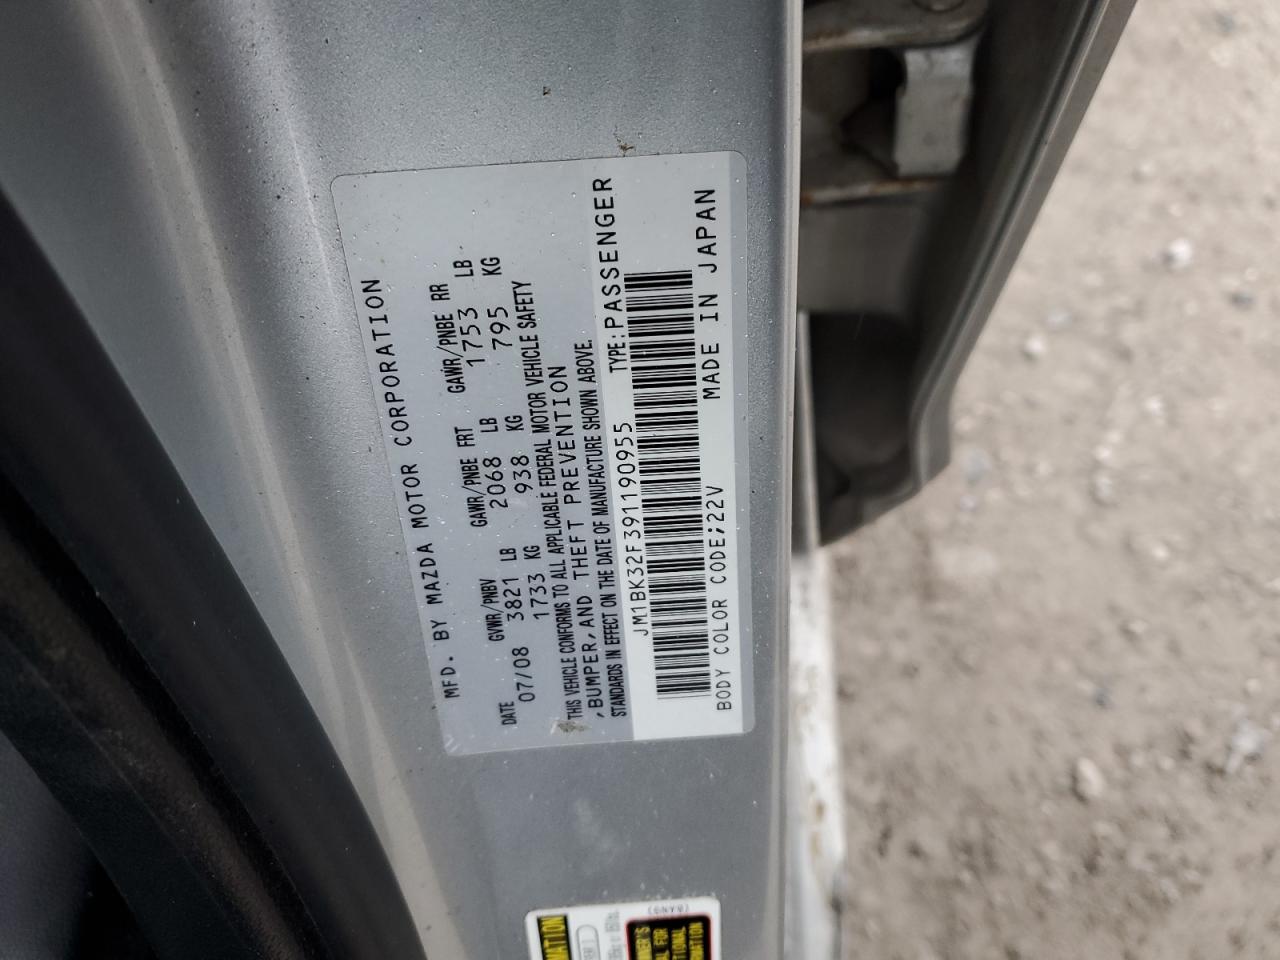 MFD. BY MAZDA MOTOR CORPORATION
DATE GVWR/PNBV GAWR/PNBE FRT GAWR/PNBE RR
07/08 3821 LB 2068 LB 1753 LB
1733 KG 938 KG 795 KG
THIS VEHICLE CONFORMS TO ALL APPLICABLE FEDERAL MOTOR VEHICLE SAFETY
,BUMPER,AND THEFT PREVENTION
STANDARDS IN EFFECT ON THE DATE OF MANUFACTURE SHOWN ABOVE.
JM1BK32F391190955 TYPE:PASSENGER
BODY COLOR CODE;22V MADE IN JAPAN